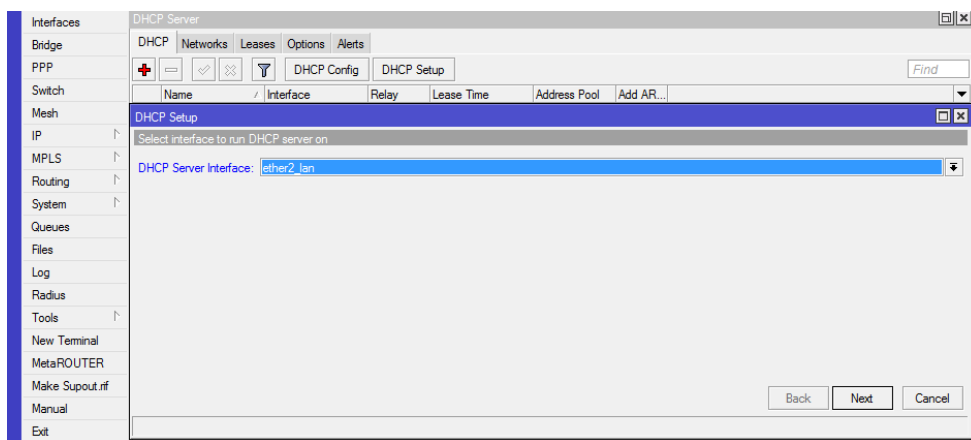 Interfaces
Bridge
PPP
Switch
Mesh
IP
MPLS
Routing
System
Queues
Files
Log
Radius
Tools
New Terminal
MetaROUTER
Make Supout.rif
Manual
Exit
DHCP Server
DHCP Networks Leases Options Alerts
DHCP Config DHCP Setup Find
Name / Interface Relay Lease Time Address Pool Add AR...
DHCP Setup
Select interface to run DHCP server on
DHCP Server Interface: ether2_lan
Back Next Cancel